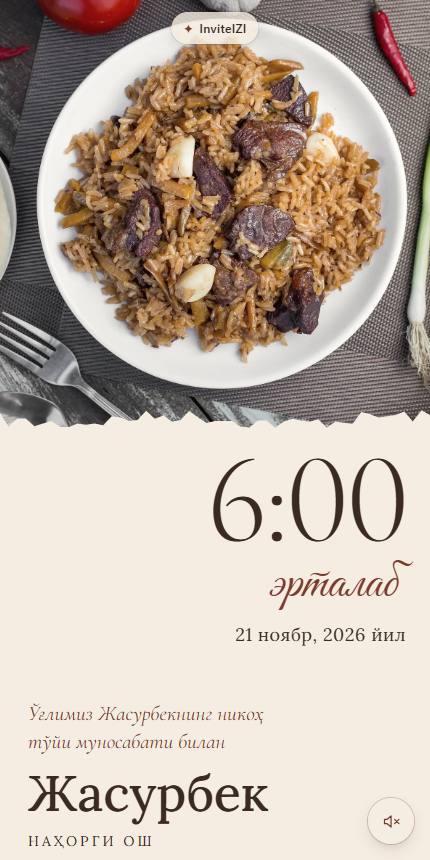 InviteIZI
6:00
эрталаб
21 ноябр, 2026 йил
Ўғлимиз Жасурбекнинг никоҳ
тўйи муносабати билан
Жасурбек
НАҲОРГИ ОШ